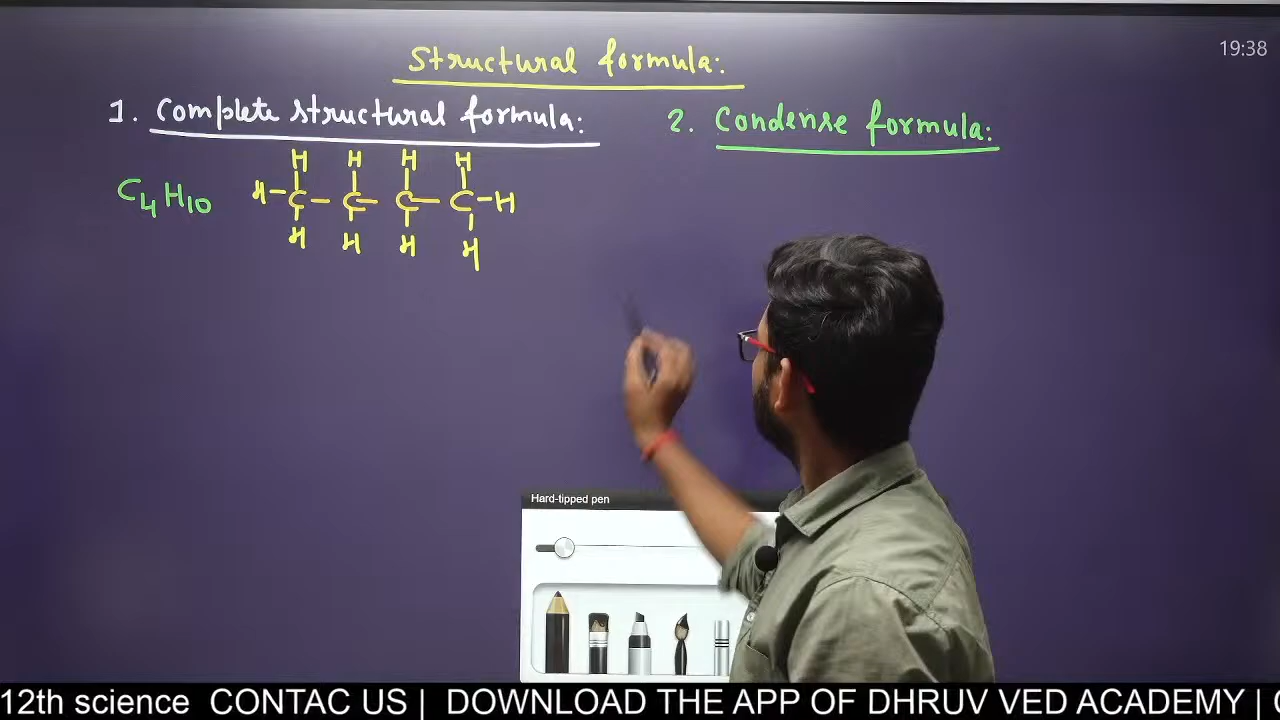 19:38
Structural formula:
1. Complete structural formula:
2. Condense formula:
H H H H
C4H10 H-C-C-C-C-H
H H H H
Hard-tipped pen
12th science CONTAC US | DOWNLOAD THE APP OF DHRUV VED ACADEMY |